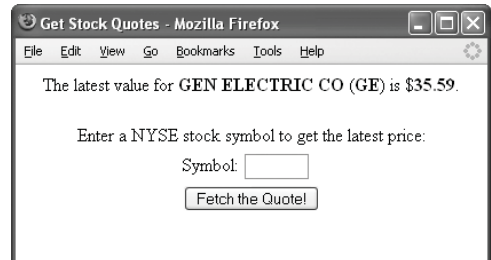 Get Stock Quotes - Mozilla Firefox
File Edit View Go Bookmarks Tools Help
The latest value for GEN ELECTRIC CO (GE) is $35.59.
Enter a NYSE stock symbol to get the latest price:
Symbol:
Fetch the Quote!